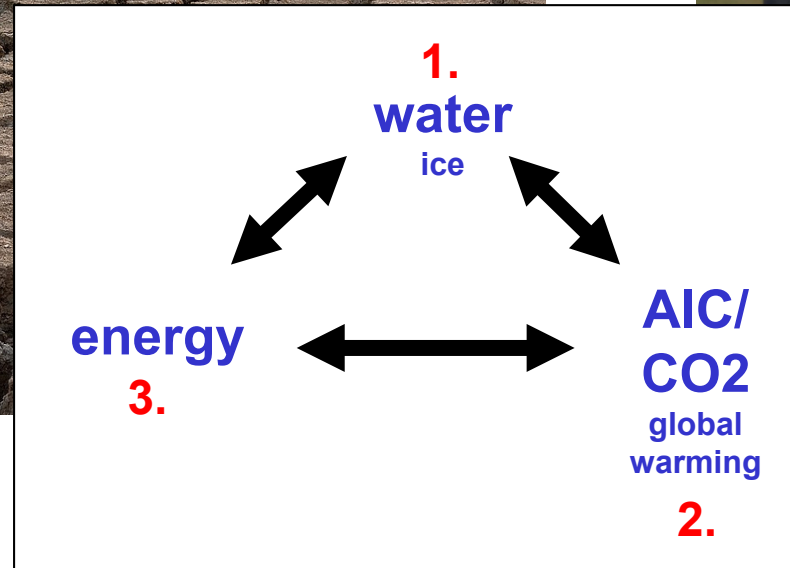 1.
water
ice
energy
3.
AIC/
CO2
global
warming
2.